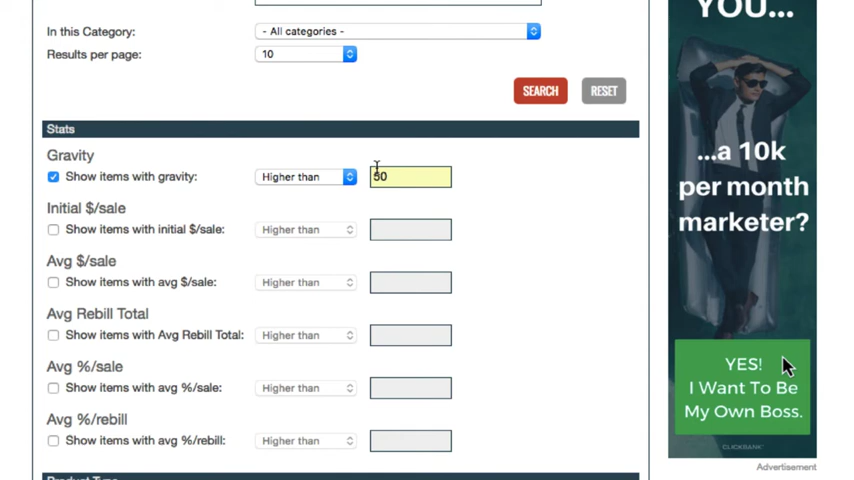 YOU...
In this Category:
- All categories -
Results per page:
10
SEARCH
RESET
Stats
Gravity
Show items with gravity:
Higher than
Initial $/sale
Show items with initial $/sale:
Higher than
Avg $/sale
Show items with avg $/sale:
Higher than
Avg Rebill Total
Show items with Avg Rebill Total:
Higher than
Avg %/sale
Show items with avg %/sale:
Higher than
Avg %/rebill
Show items with avg %/rebill:
Higher than
Product Type
...a 10k
per month
marketer?
YES!
I Want To Be
My Own Boss.
CLICKBANK
Advertisement